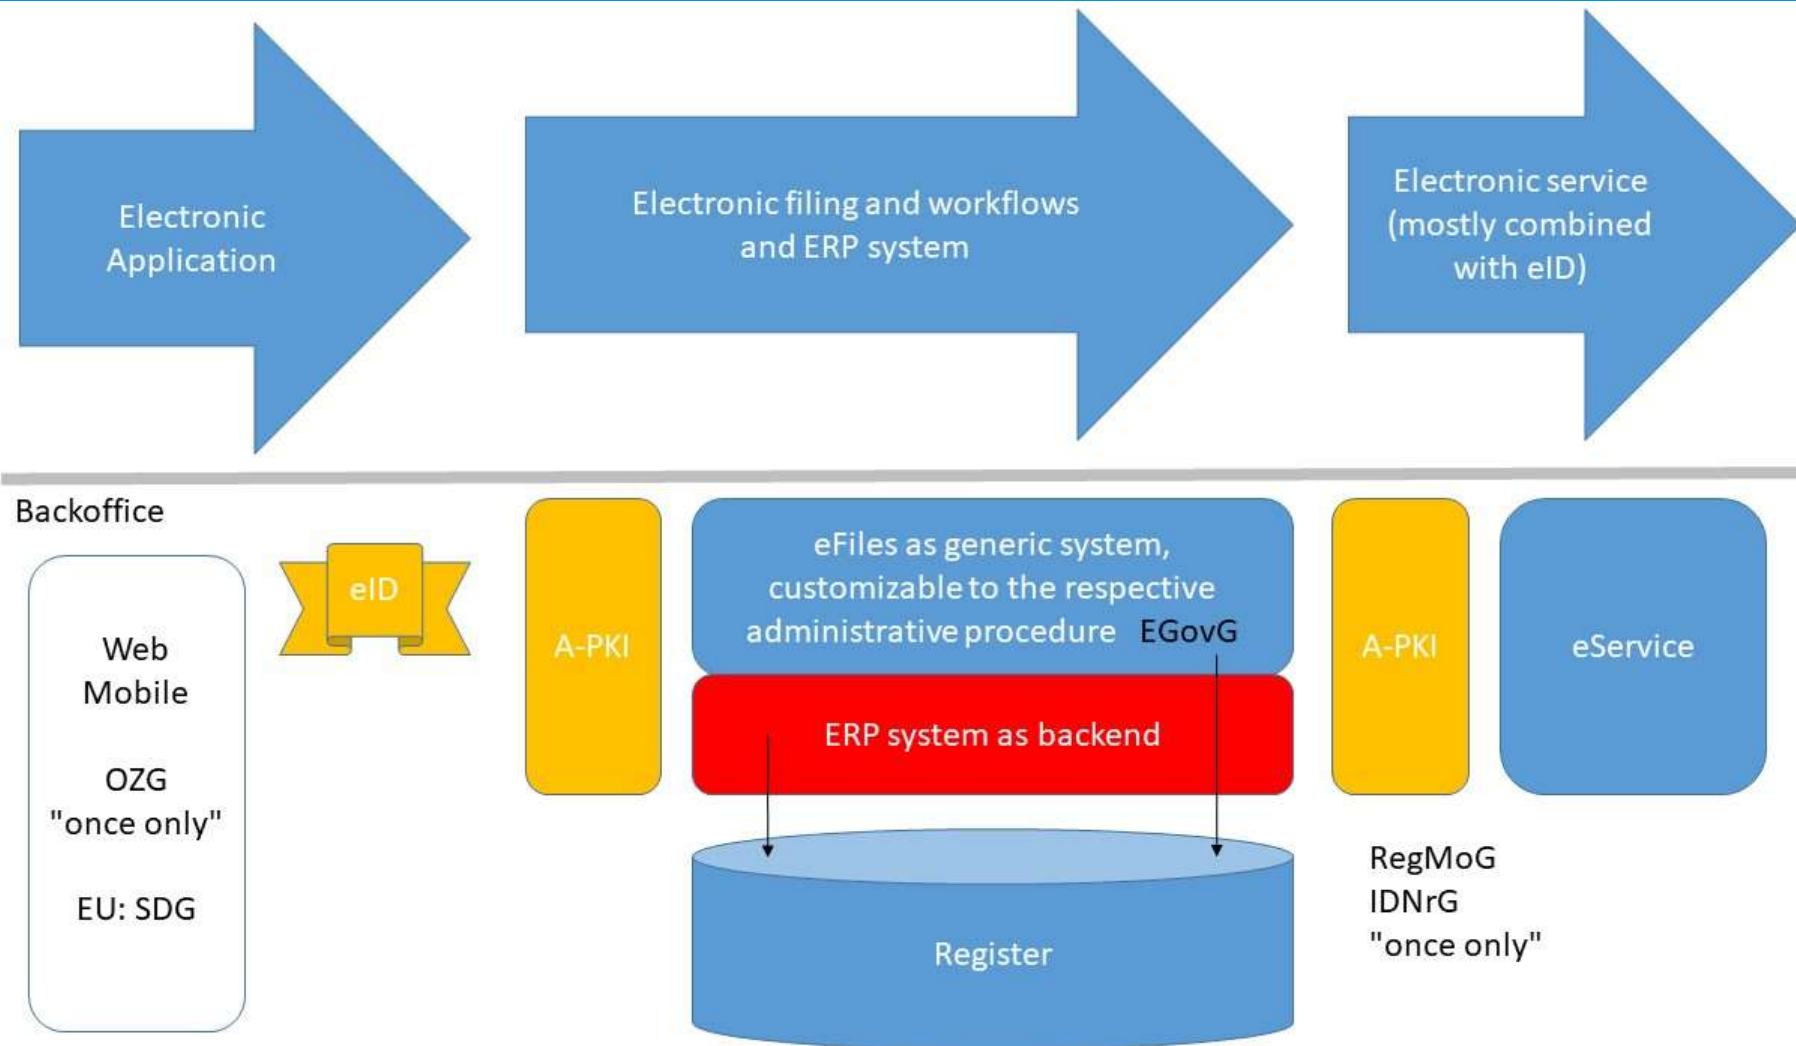 Electronic
Application
Electronic filing and workflows
and ERP system
Electronic service
(mostly combined
with eID)
Backoffice
Web
Mobile
OZG
"once only"
EU: SDG
eID
A-PKI
eFiles as generic system,
customizable to the respective
administrative procedure EGovG
ERP system as backend
Register
A-PKI
eService
RegMoG
IDNrG
"once only"